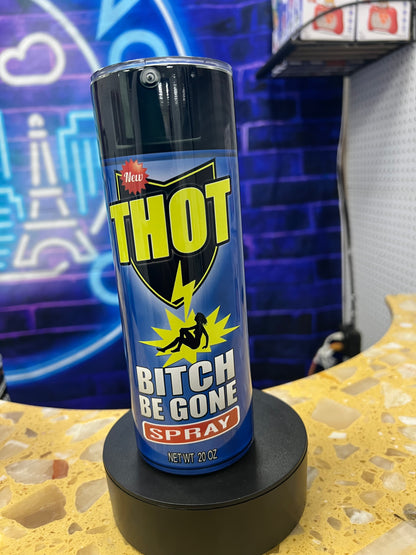 New
THOT
BITCH
BE GONE
SPRAY
NET WT. 20 OZ